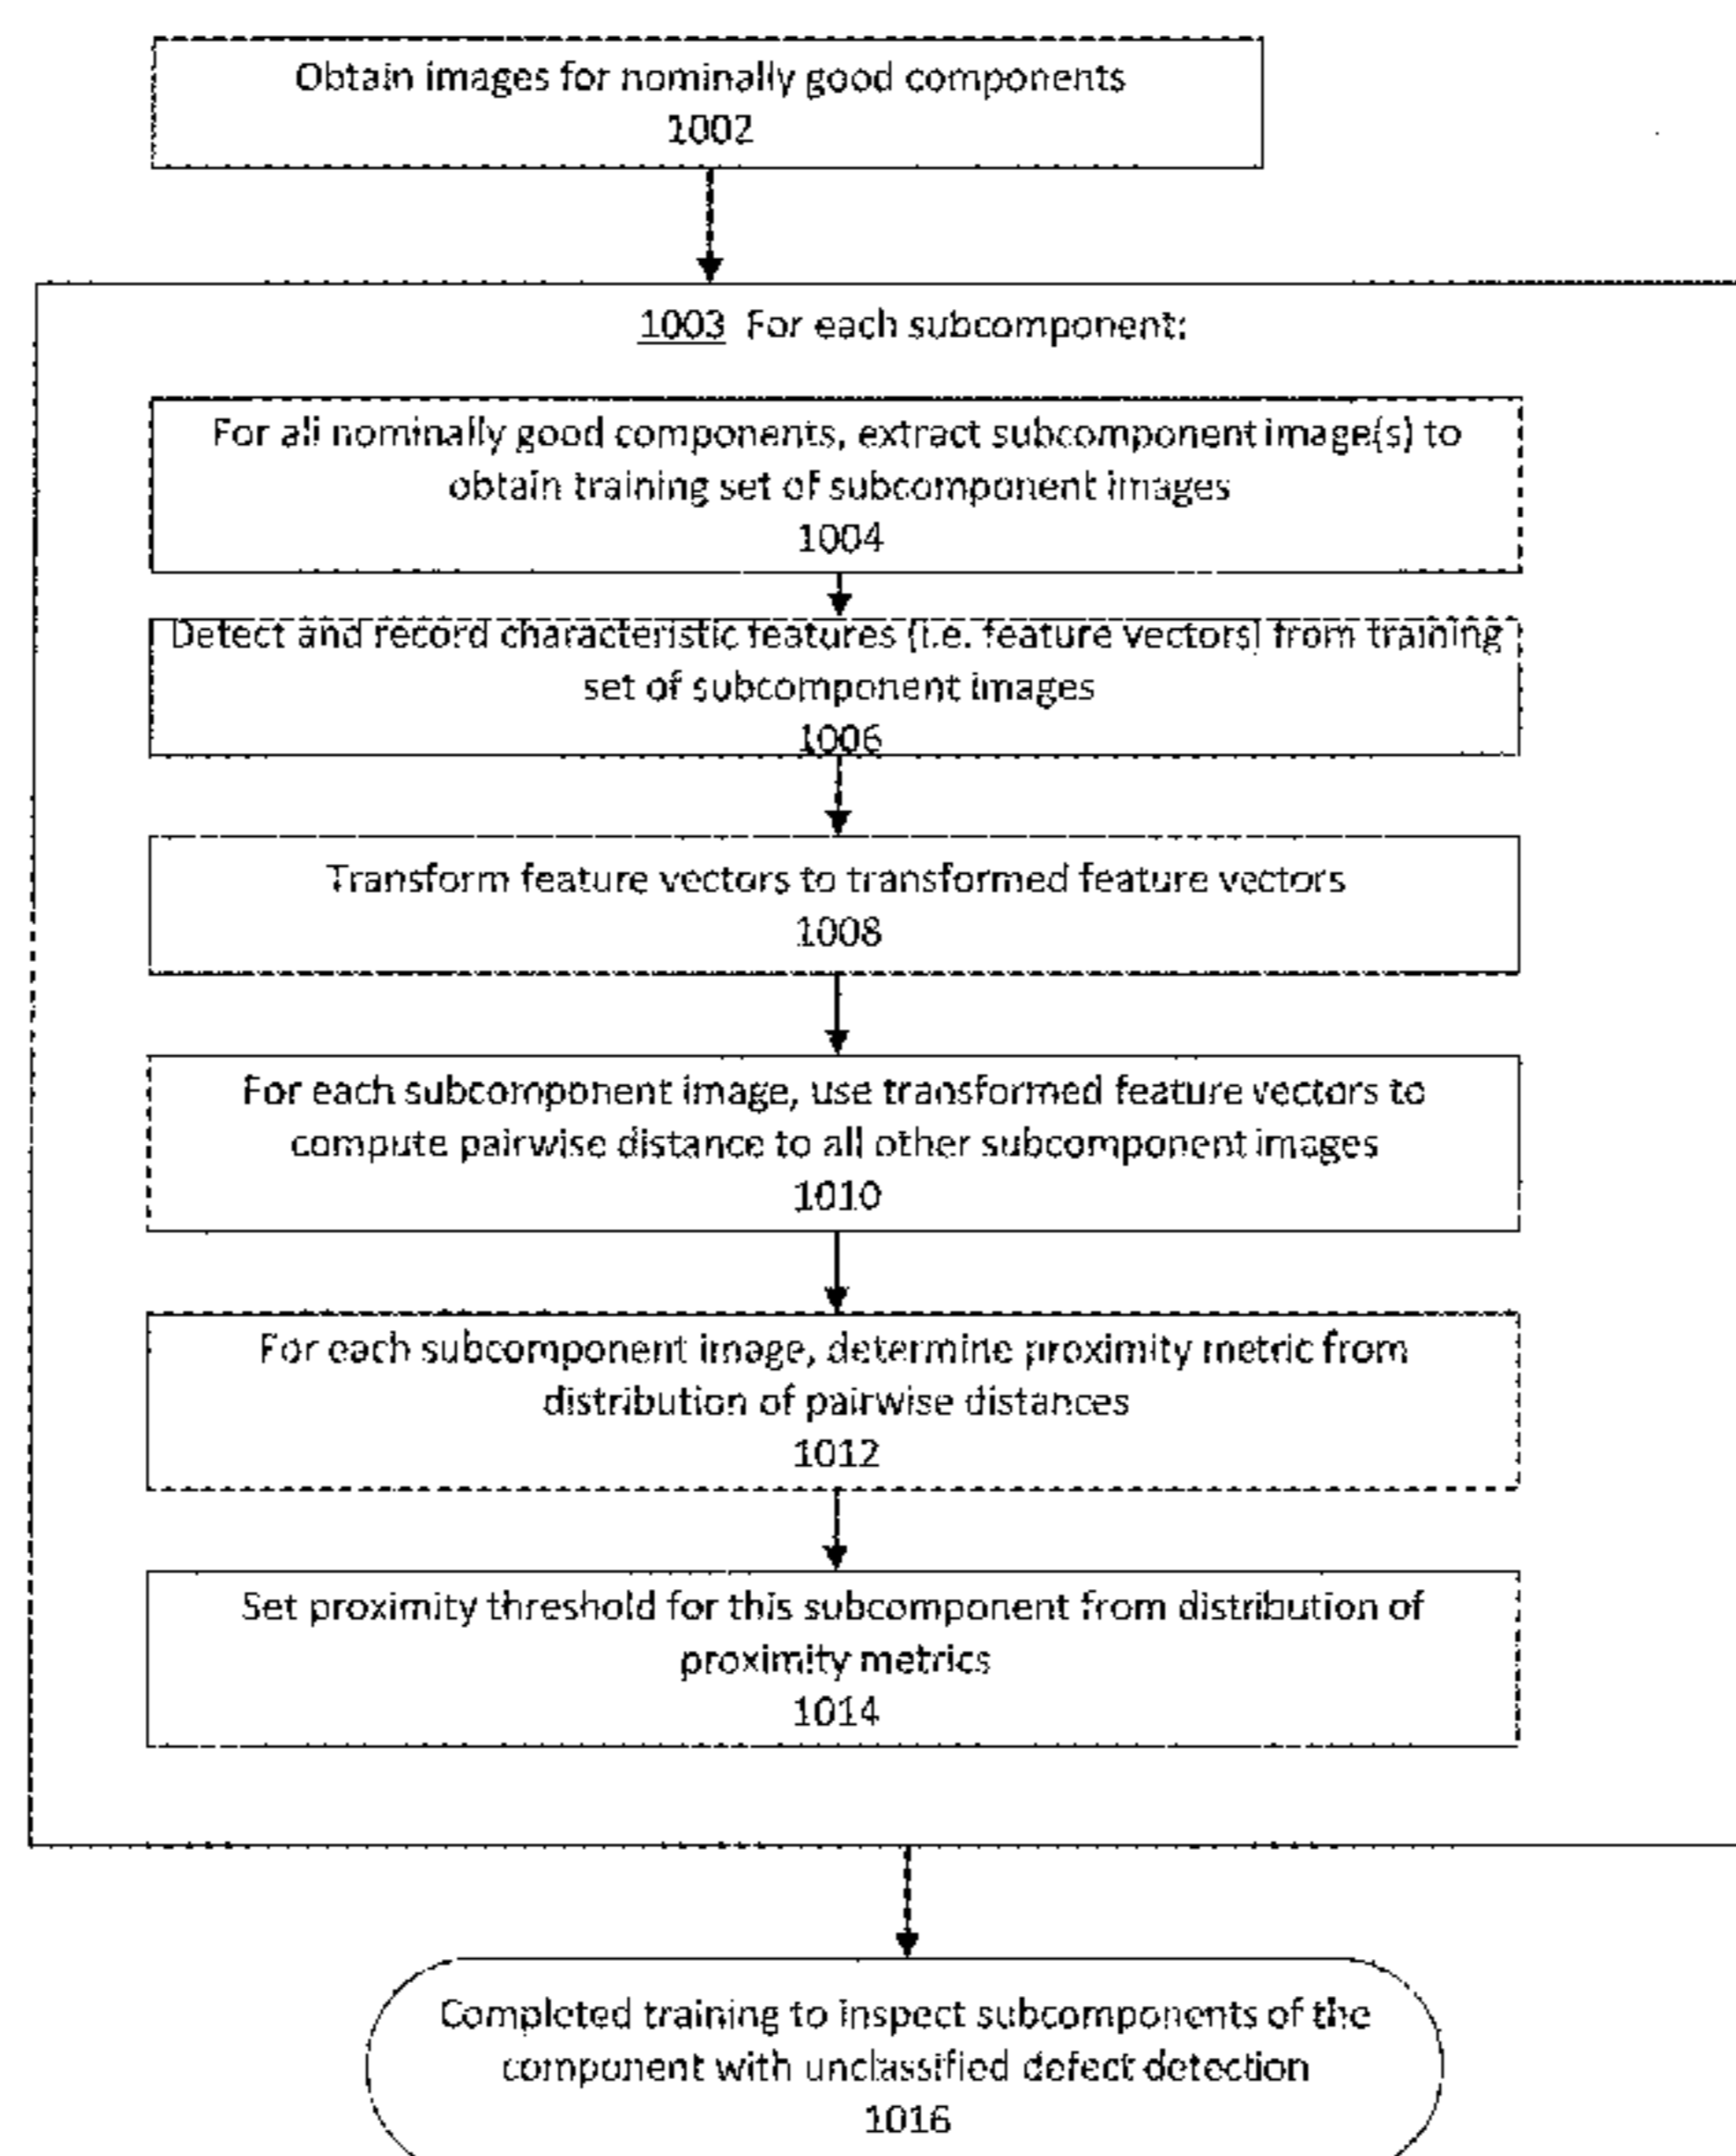 Obtain images for nominally good components
1002
1003 For each subcomponent:
For all nominally good components, extract subcomponent image(s) to
obtain training set of subcomponent images
1004
Detect and record characteristic features (i.e. feature vectors) from training
set of subcomponent images
1006
Transform feature vectors to transformed feature vectors
1008
For each subcomponent image, use transformed feature vectors to
compute pairwise distance to all other subcomponent images
1010
For each subcomponent image, determine proximity metric from
distribution of pairwise distances
1012
Set proximity threshold for this subcomponent from distribution of
proximity metrics
1014
Completed training to inspect subcomponents of the
component with unclassified defect detection
1016